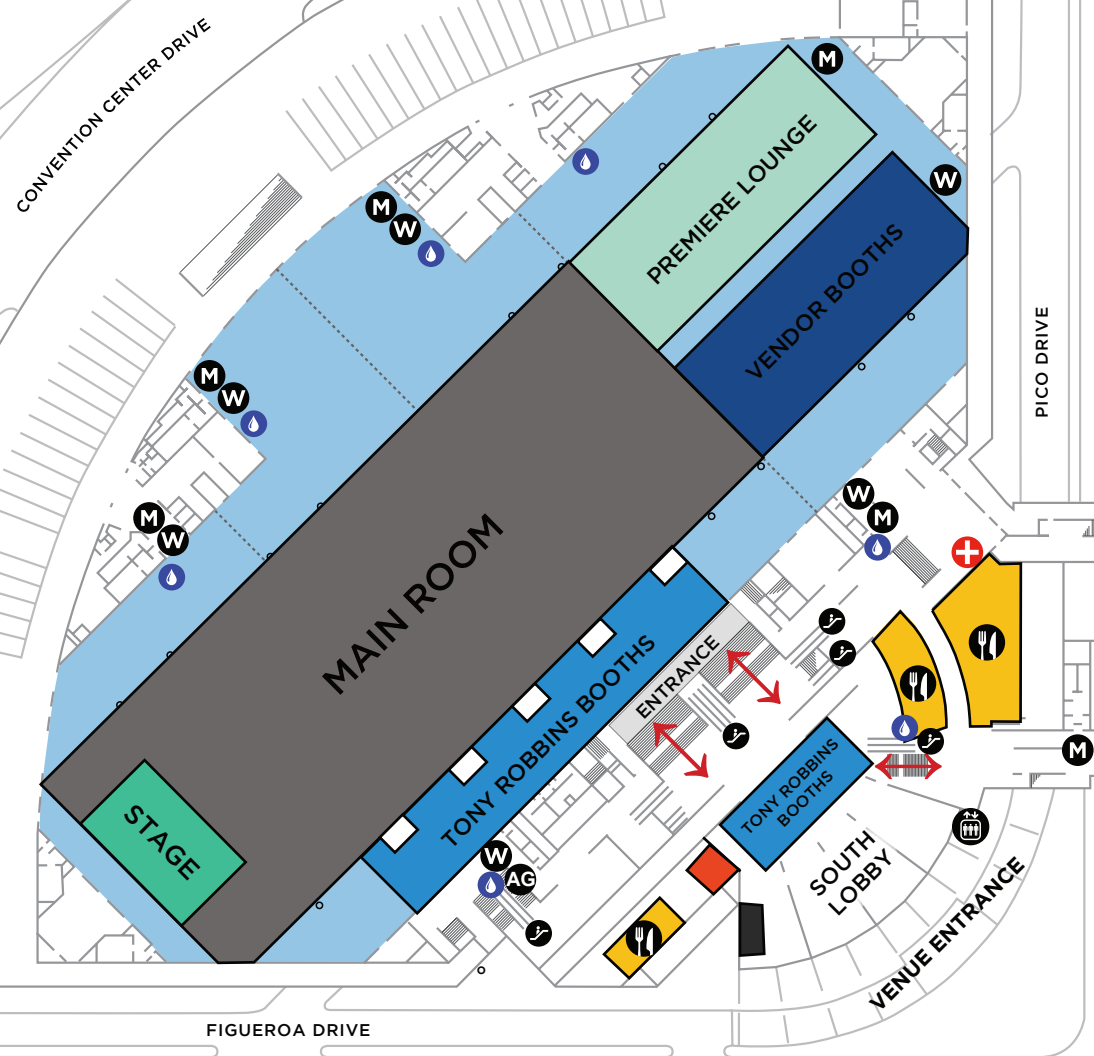 CONVENTION CENTER DRIVE
M
PREMIERE LOUNGE
W
M
W
VENDOR BOOTHS
PICO DRIVE
M
W
M
W
W
M
MAIN ROOM
ENTRANCE
TONY ROBBINS BOOTHS
STAGE
TONY ROBBINS
BOOTHS
M
W
AG
SOUTH
LOBBY
VENUE ENTRANCE
FIGUEROA DRIVE